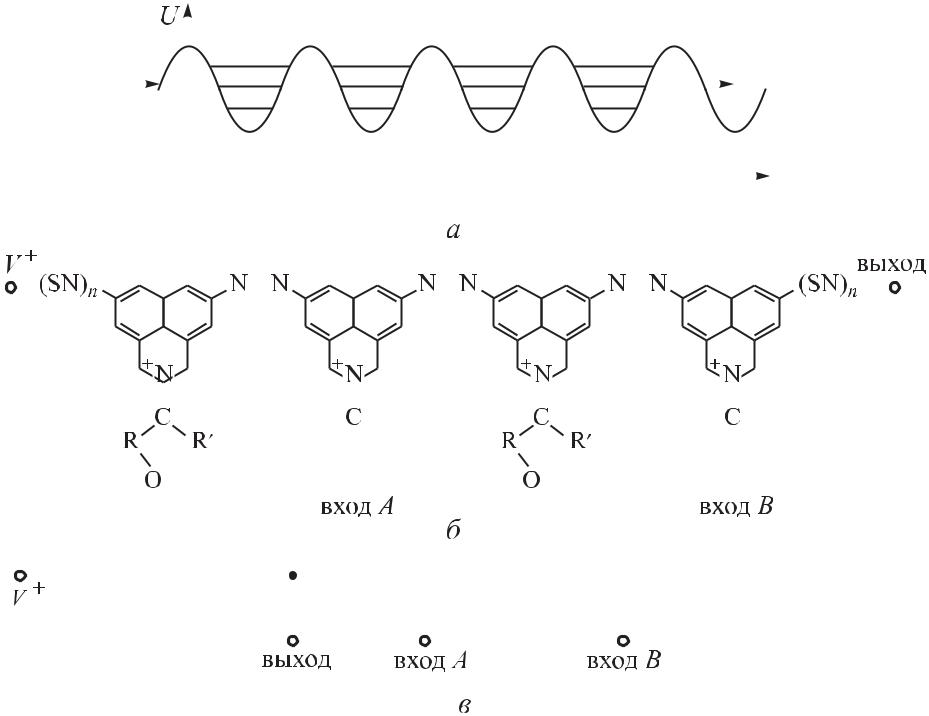 U
а
V+ (SN)n N N N N N N (SN)n выход
+N +N +N +N
C C C C
R R′ R R′
O O
вход A вход B
б
V+
выход вход A вход B
в